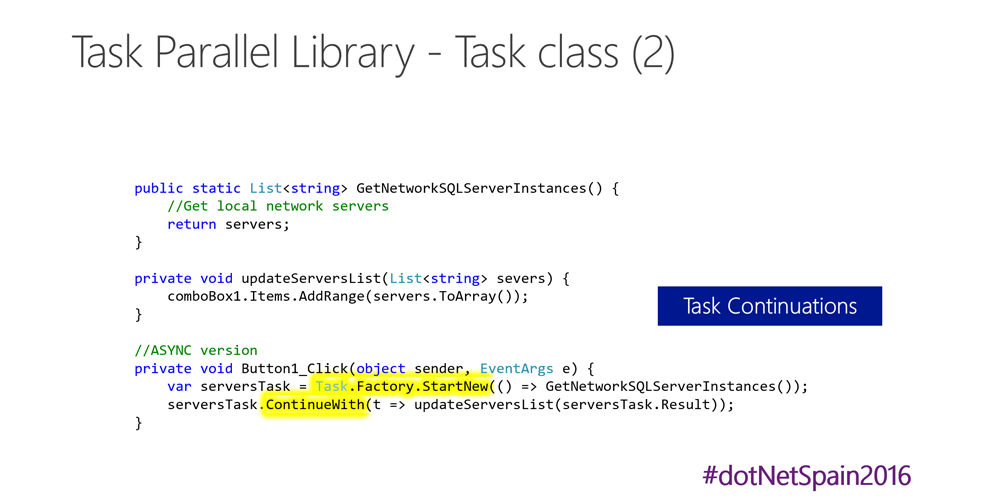 Task Parallel Library - Task class (2)
public static List<string> GetNetworkSQLServerInstances() {
//Get local network servers
return servers;
}
private void updateServersList(List<string> severs) {
comboBox1.Items.AddRange(servers.ToArray());
}
Task Continuations
//ASYNC version
private void Button1_Click(object sender, EventArgs e) {
var serversTask = Task.Factory.StartNew(() => GetNetworkSQLServerInstances());
serversTask.ContinueWith(t => updateServersList(serversTask.Result));
}
#dotNetSpain2016